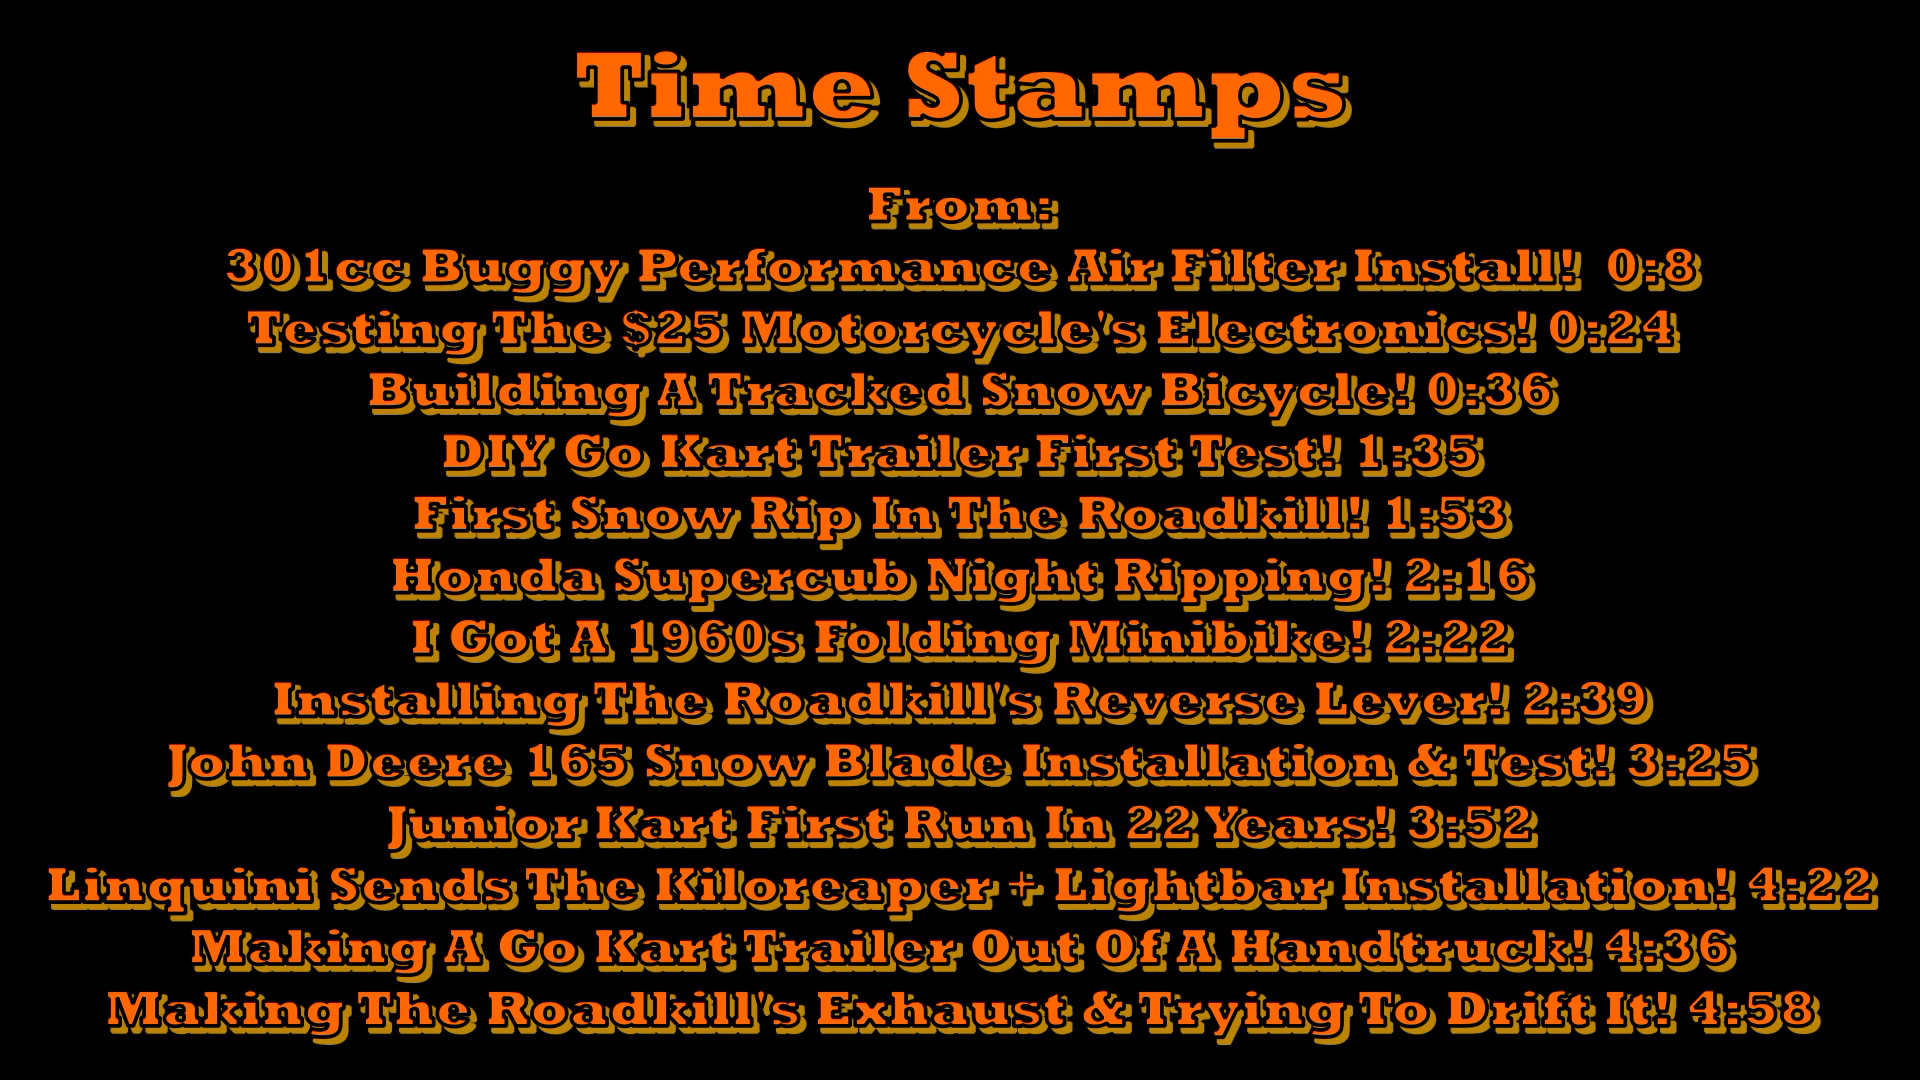 Time Stamps
From:
301cc Buggy Performance Air Filter Install!  0:8
Testing The $25 Motorcycle's Electronics! 0:24
Building A Tracked Snow Bicycle! 0:36
DIY Go Kart Trailer First Test! 1:35
First Snow Rip In The Roadkill! 1:53
Honda Supercub Night Ripping! 2:16
I Got A 1960s Folding Minibike! 2:22
Installing The Roadkill's Reverse Lever! 2:39
John Deere 165 Snow Blade Installation & Test! 3:25
Junior Kart First Run In 22 Years! 3:52
Linquini Sends The Kiloreaper + Lightbar Installation! 4:22
Making A Go Kart Trailer Out Of A Handtruck! 4:36
Making The Roadkill's Exhaust & Trying To Drift It! 4:58